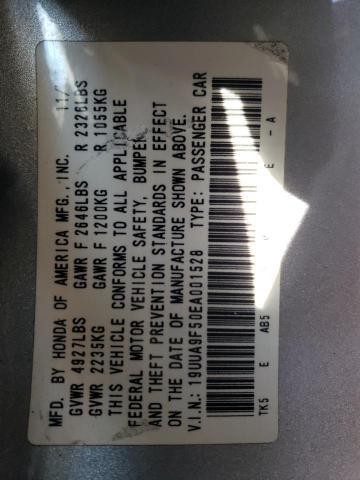 MFD. BY HONDA OF AMERICA MFG., INC. 11/
GVWR 4927LBS GAWR F 2646LBS R 2326LBS
GVWR 2235KG GAWR F 1200KG R 1055KG
THIS VEHICLE CONFORMS TO ALL APPLICABLE
FEDERAL MOTOR VEHICLE SAFETY, BUMPER,
AND THEFT PREVENTION STANDARDS IN EFFECT
ON THE DATE OF MANUFACTURE SHOWN ABOVE.
V.I.N.: 19UUA9F50EA001528 TYPE: PASSENGER CAR
TK5 E AB5 E -A